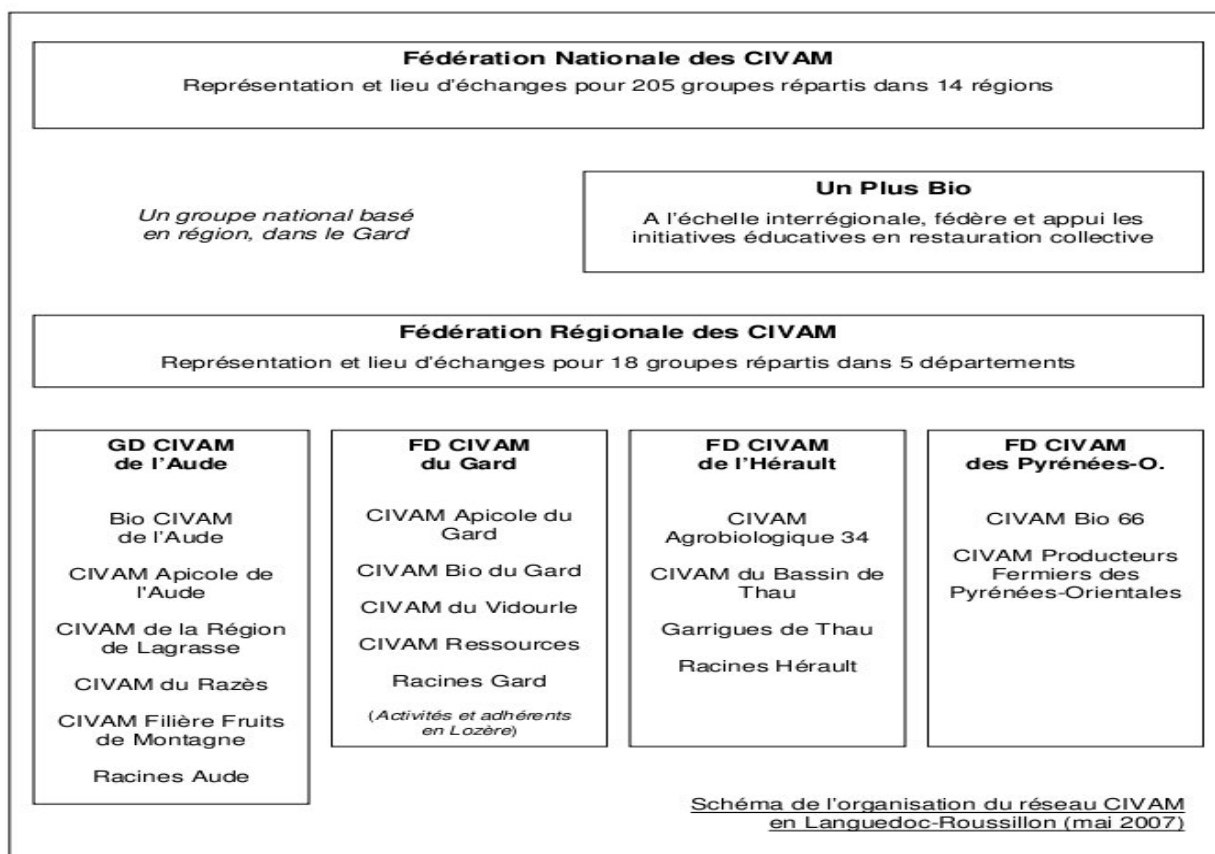 Fédération Nationale des CIVAM
Représentation et lieu d'échanges pour 205 groupes répartis dans 14 régions
Un groupe national basé
en région, dans le Gard
Un Plus Bio
A l'échelle interrégionale, fédère et appui les
initiatives éducatives en restauration collective
Fédération Régionale des CIVAM
Représentation et lieu d'échanges pour 18 groupes répartis dans 5 départements
GD CIVAM
de l'Aude
Bio CIVAM
de l'Aude
CIVAM Apicole de
l'Aude
CIVAM de la Région
de Lagrasse
CIVAM du Razès
CIVAM Filière Fruits
de Montagne
Racines Aude
FD CIVAM
du Gard
CIVAM Apicole du
Gard
CIVAM Bio du Gard
CIVAM du Vidourle
CIVAM Ressources
Racines Gard
(Activités et adhérents
en Lozère)
FD CIVAM
de l'Hérault
CIVAM
Agrobiologique 34
CIVAM du Bassin de
Thau
Garrigues de Thau
Racines Hérault
FD CIVAM
des Pyrénées-O.
CIVAM Bio 66
CIVAM Producteurs
Fermiers des
Pyrénées-Orientales
Schéma de l'organisation du réseau CIVAM
en Languedoc-Roussillon (mai 2007)